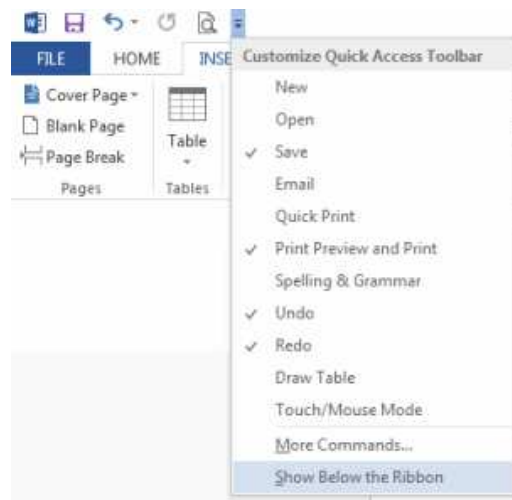 FILE HOME INSE
Cover Page
Blank Page
Page Break
Pages
Table
Tables
Customize Quick Access Toolbar
New
Open
Save
Email
Quick Print
Print Preview and Print
Spelling & Grammar
Undo
Redo
Draw Table
Touch/Mouse Mode
More Commands...
Show Below the Ribbon